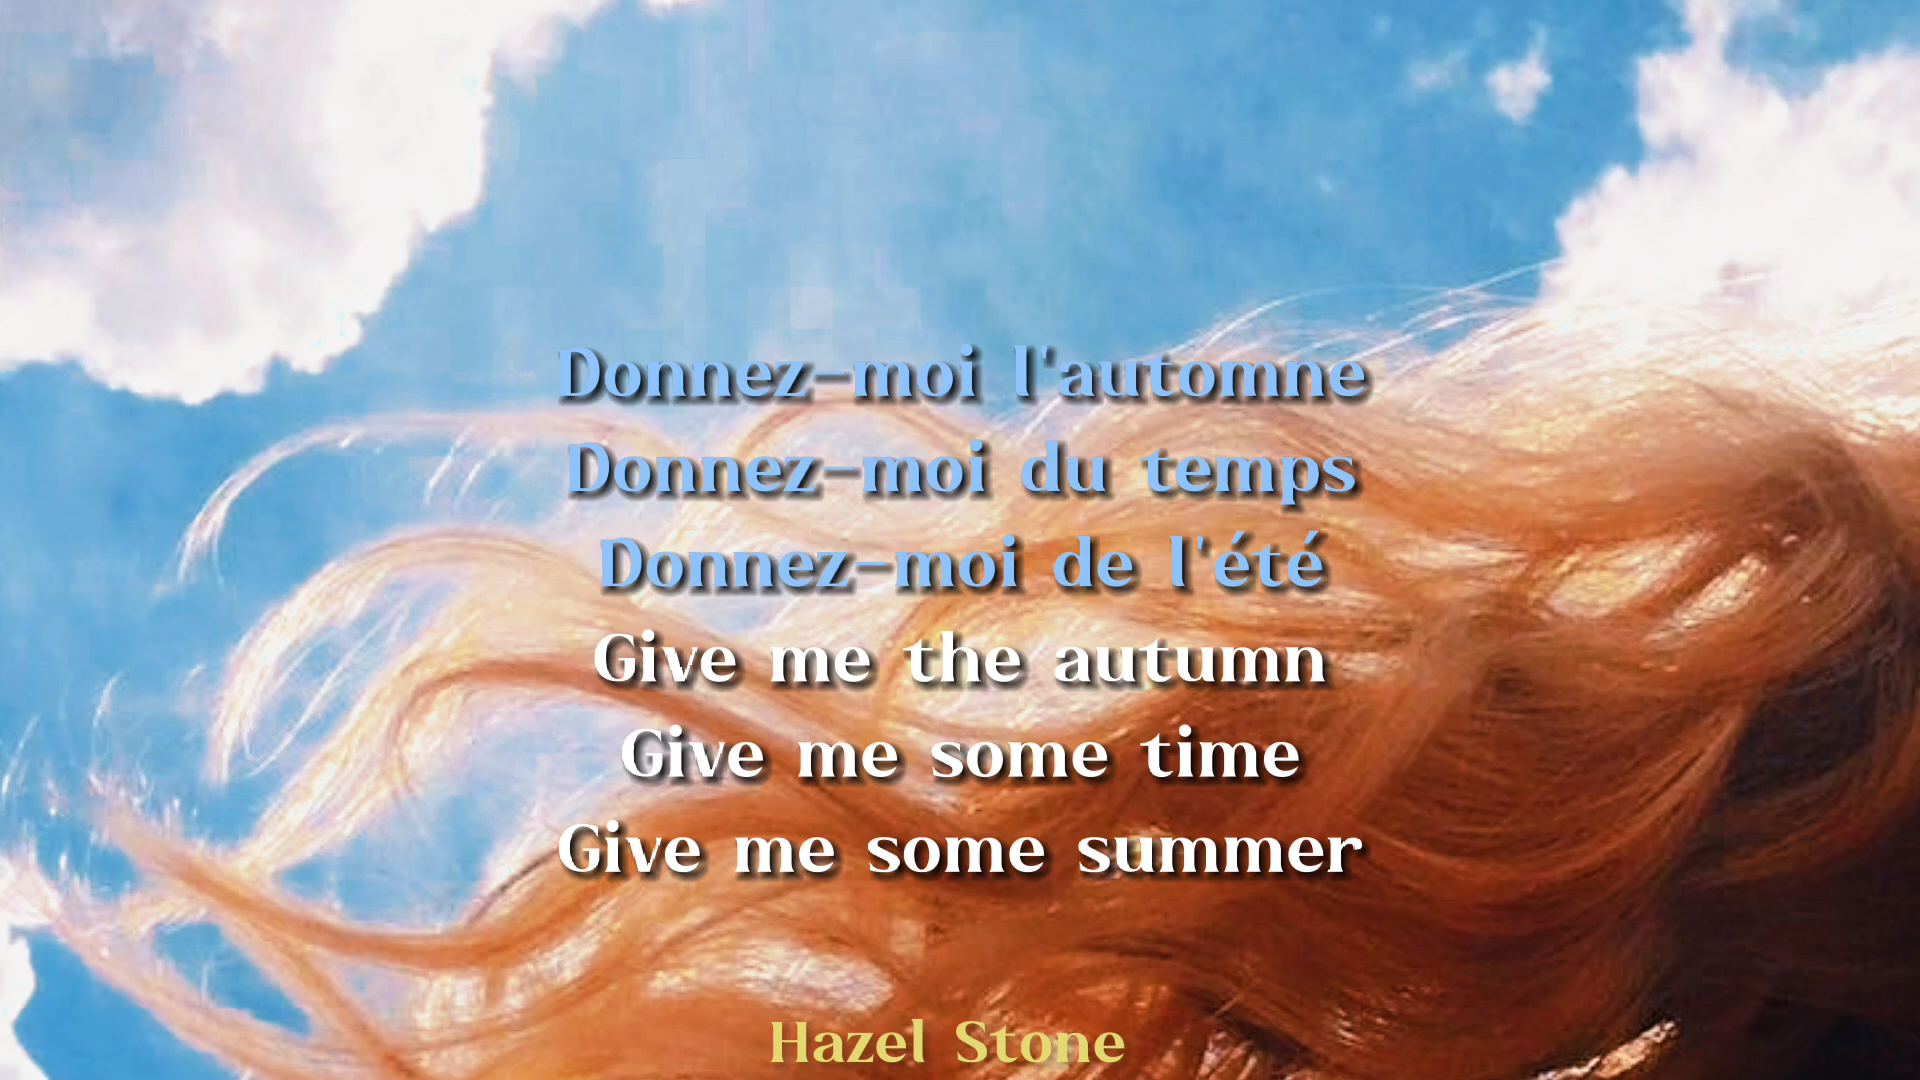 Donnez-moi l'automne
Donnez-moi du temps
Donnez-moi de l'été
Give me the autumn
Give me some time
Give me some summer
Hazel Stone